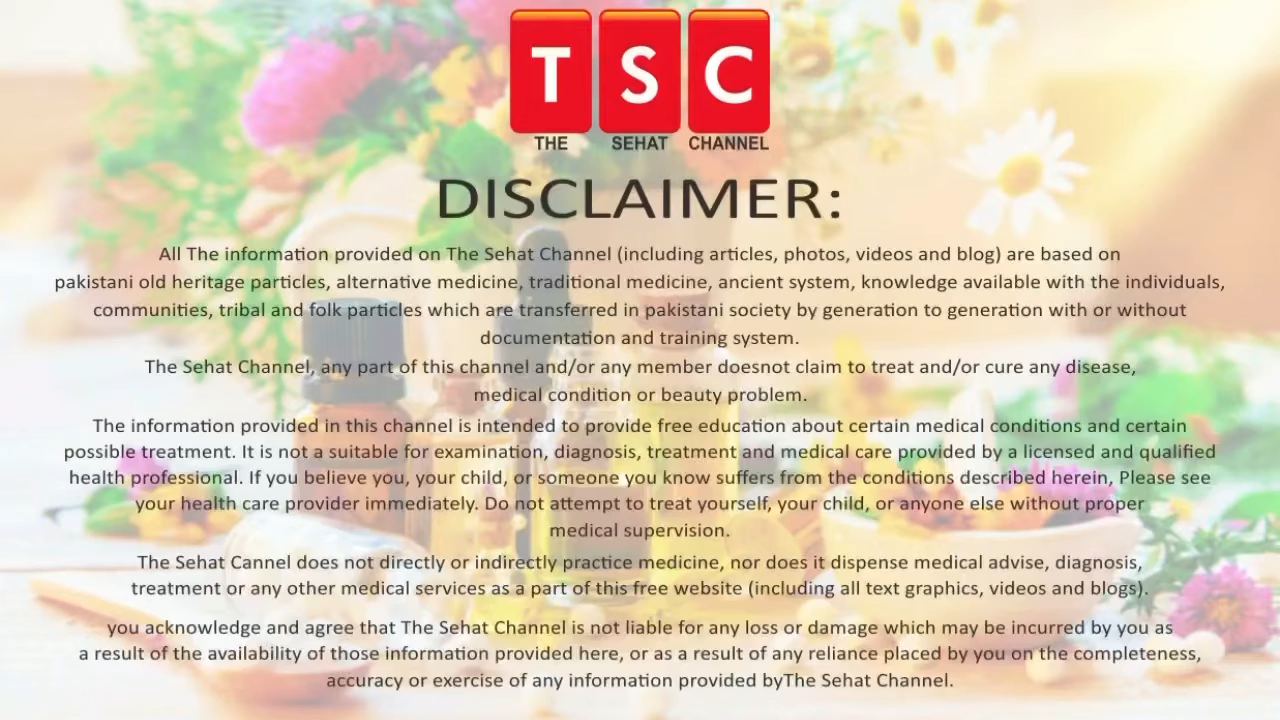 T S C
THE SEHAT CHANNEL
DISCLAIMER:
All The information provided on The Sehat Channel (including articles, photos, videos and blog) are based on
pakistani old heritage particles, alternative medicine, traditional medicine, ancient system, knowledge available with the individuals,
communities, tribal and folk particles which are transferred in pakistani society by generation to generation with or without
documentation and training system.
The Sehat Channel, any part of this channel and/or any member doesnot claim to treat and/or cure any disease,
medical condition or beauty problem.
The information provided in this channel is intended to provide free education about certain medical conditions and certain
possible treatment. It is not a suitable for examination, diagnosis, treatment and medical care provided by a licensed and qualified
health professional. If you believe you, your child, or someone you know suffers from the conditions described herein, Please see
your health care provider immediately. Do not attempt to treat yourself, your child, or anyone else without proper
medical supervision.
The Sehat Cannel does not directly or indirectly practice medicine, nor does it dispense medical advise, diagnosis,
treatment or any other medical services as a part of this free website (including all text graphics, videos and blogs).
you acknowledge and agree that The Sehat Channel is not liable for any loss or damage which may be incurred by you as
a result of the availability of those information provided here, or as a result of any reliance placed by you on the completeness,
accuracy or exercise of any information provided byThe Sehat Channel.